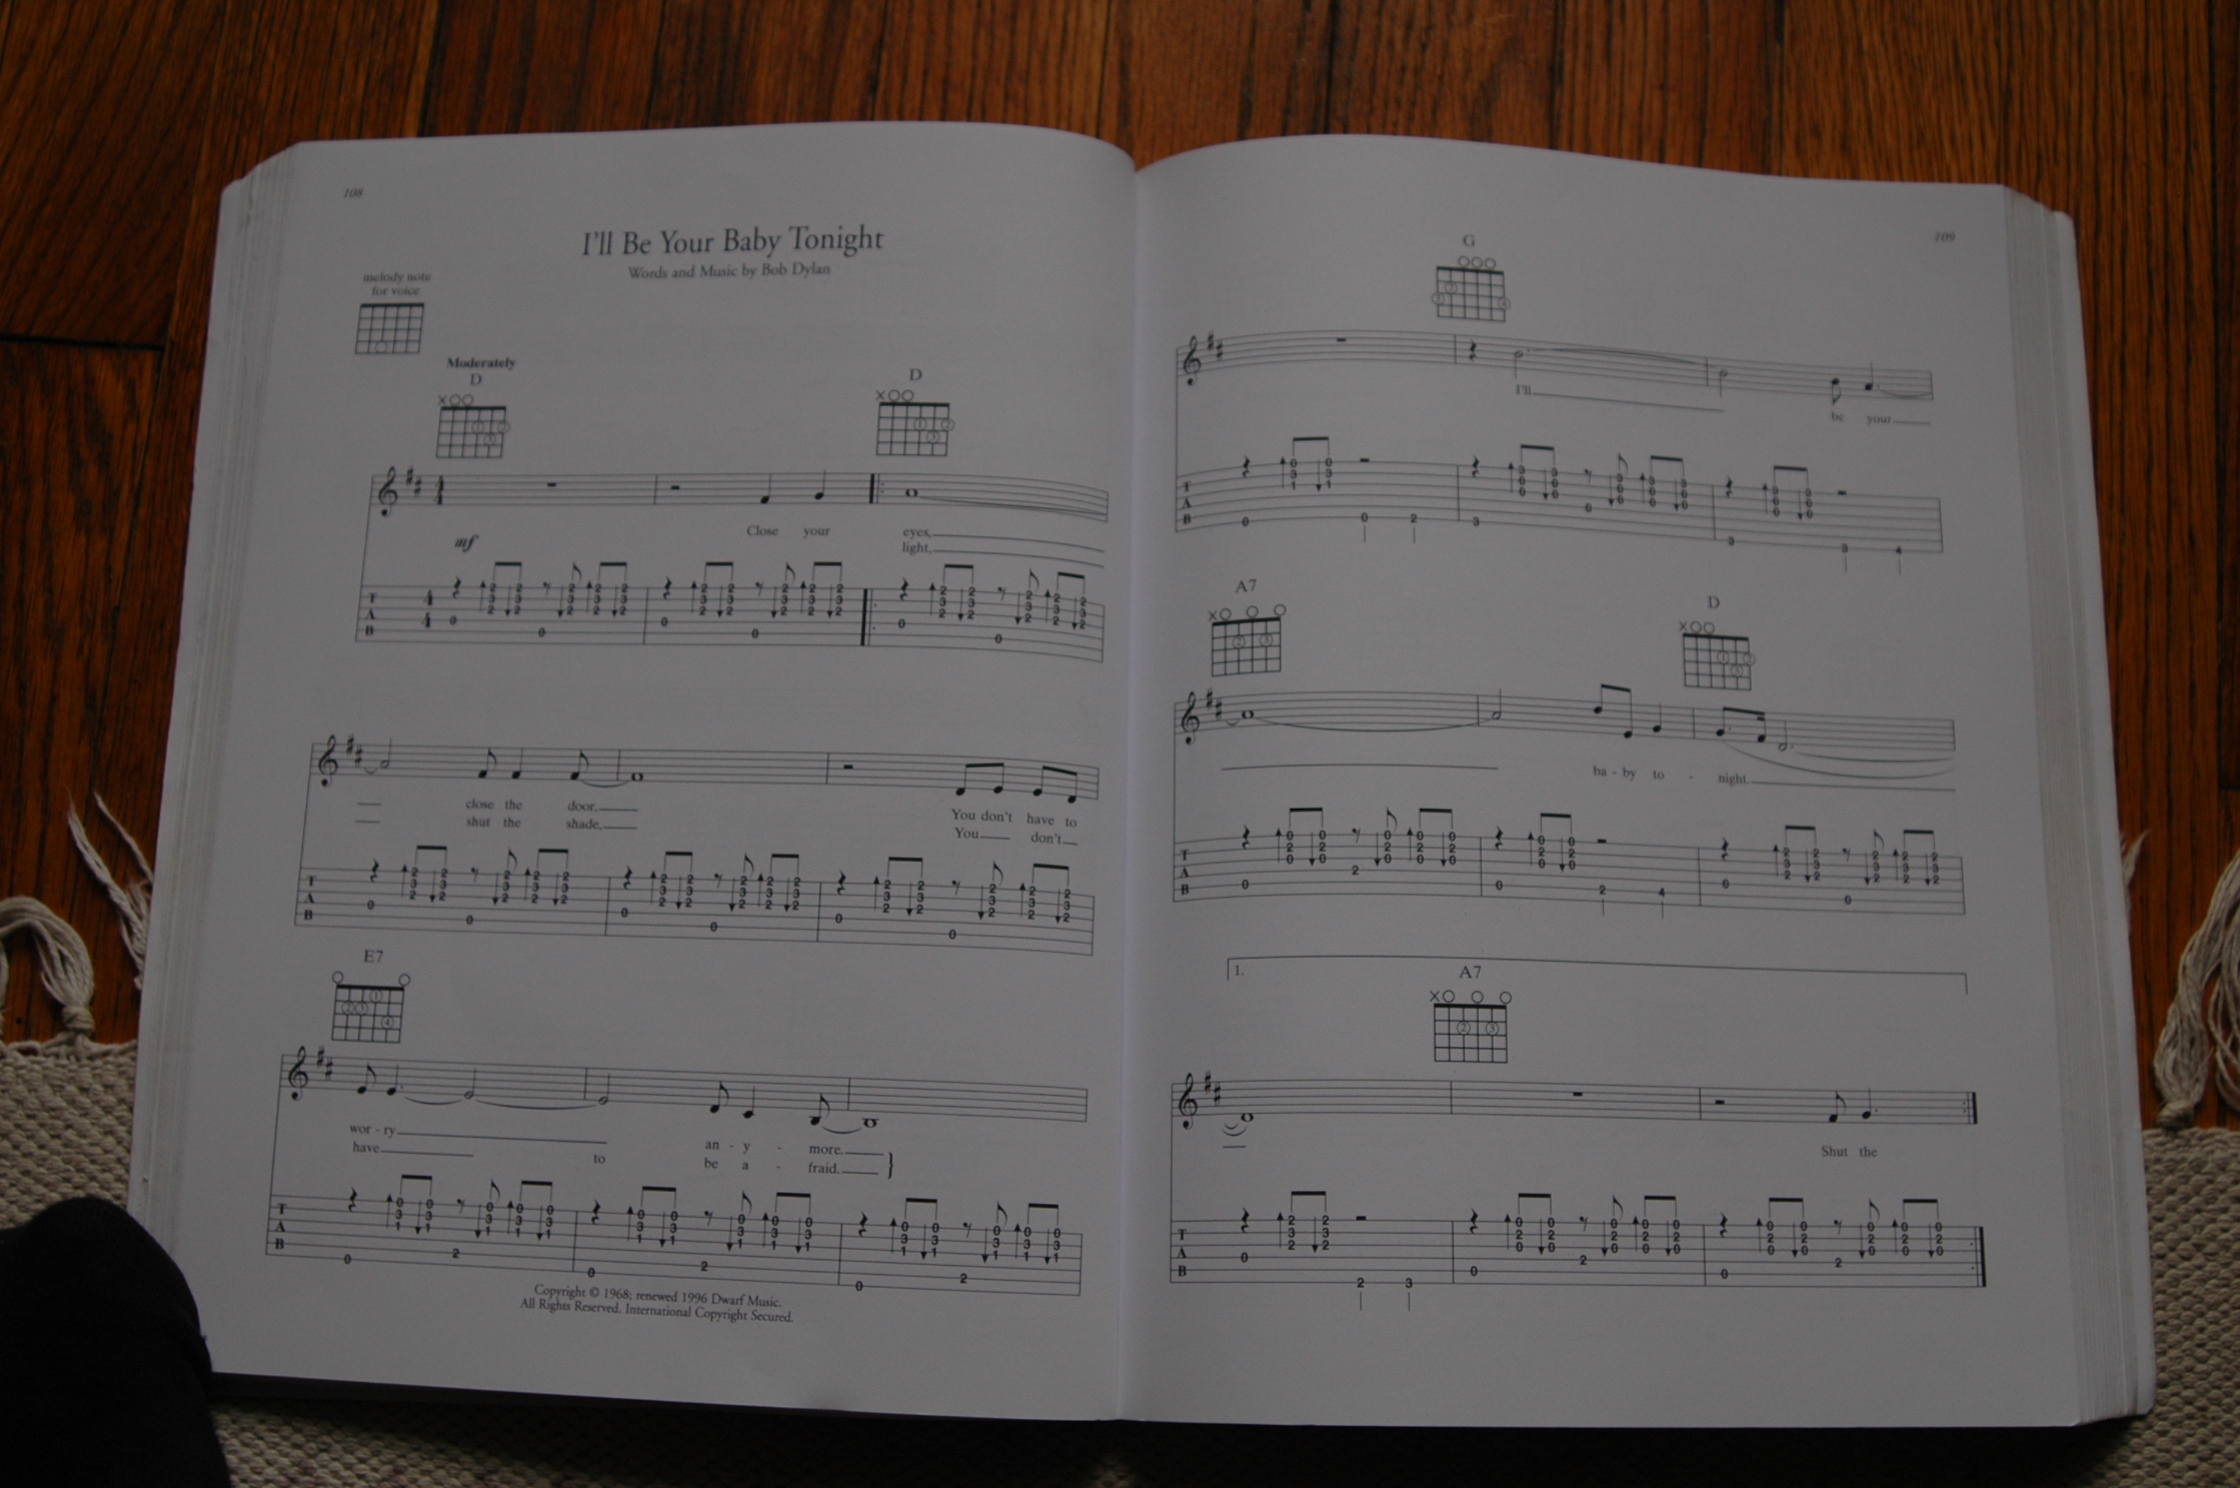 108
melody note
for voice
I'll Be Your Baby Tonight
Words and Music by Bob Dylan
Moderately
D
D
mf
Close your eyes,
light,
close the door,
shut the shade,
You don't have to
You don't
E7
wor - ry to an - y - more.
have be a - fraid.
Copyright © 1968; renewed 1996 Dwarf Music.
All Rights Reserved. International Copyright Secured.
109
G
I'll be your
A7
D
ba - by to - night.
1.
A7
Shut the